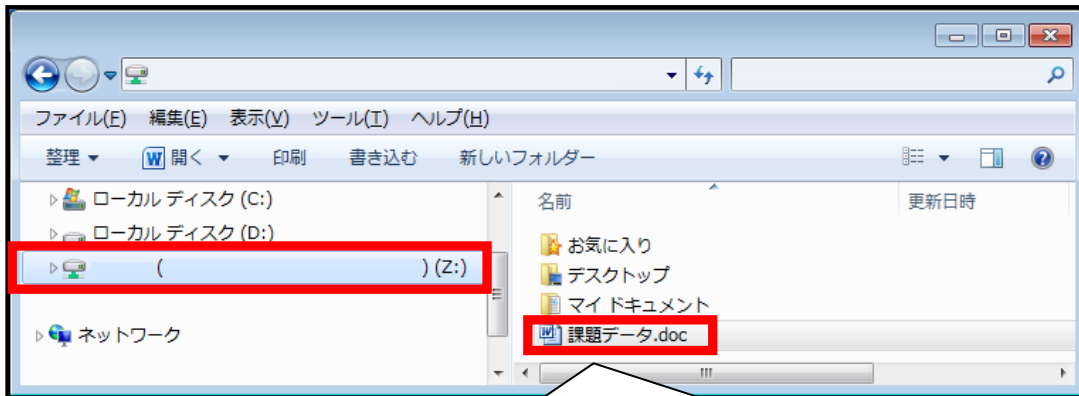 ファイル(F) 編集(E) 表示(V) ツール(T) ヘルプ(H)
整理 開く 印刷 書き込む 新しいフォルダー
ローカル ディスク (C:)
ローカル ディスク (D:)
( ) (Z:)
ネットワーク
名前 更新日時
お気に入り
デスクトップ
マイ ドキュメント
課題データ.doc